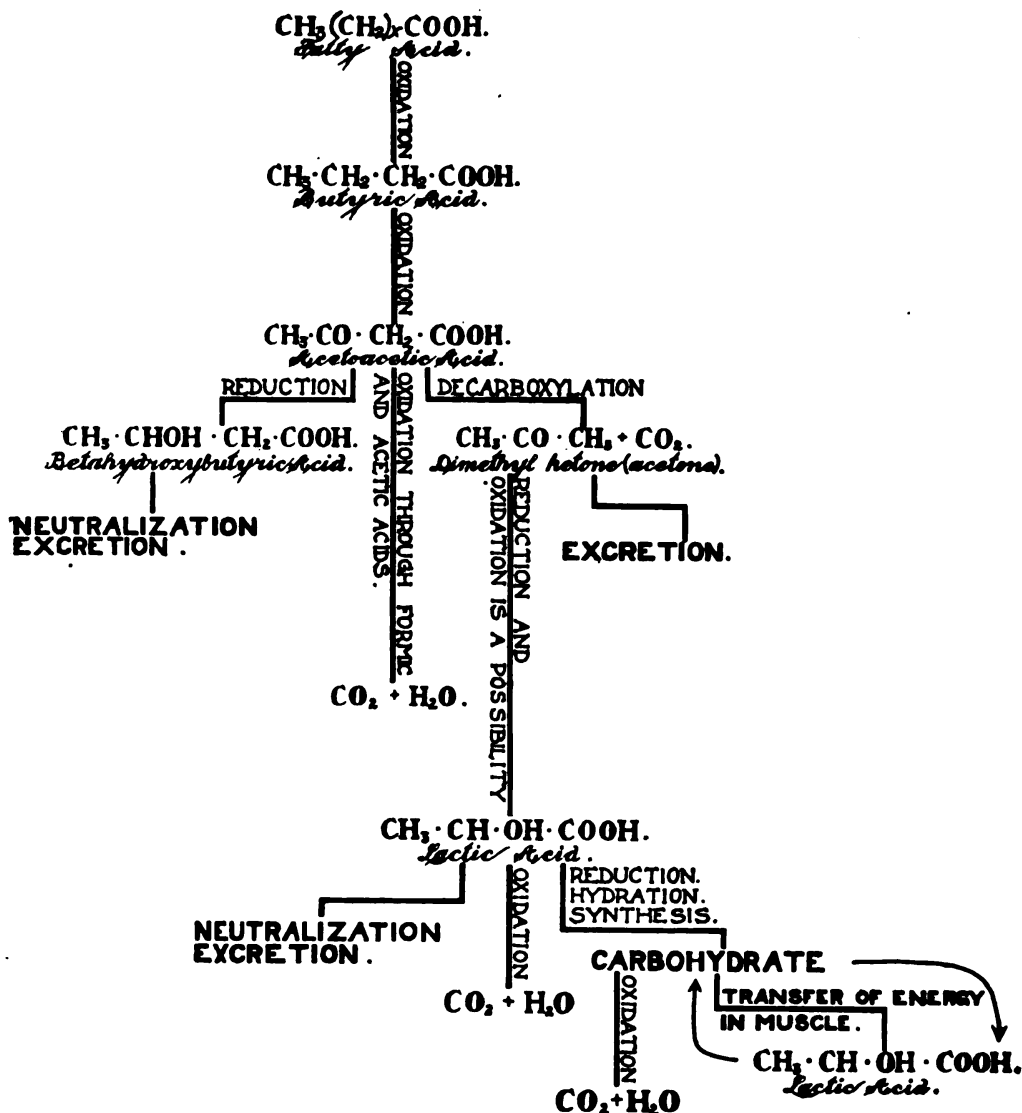 CH₃(CH₂)ₓCOOH.
Fatty Acid.
OXIDATION
CH₃·CH₂·CH₂·COOH.
Butyric Acid.
OXIDATION
CH₃·CO·CH₂·COOH.
Acetoacetic Acid.
REDUCTION
OXIDATION THROUGH FORMIC
AND ACETIC ACIDS.
DECARBOXYLATION
CH₃·CHOH·CH₂·COOH.
Betahydroxybutyric Acid.
CH₃·CO·CH₃+CO₂.
Dimethyl ketone (acetone).
NEUTRALIZATION
EXCRETION.
REDUCTION AND
OXIDATION IS A POSSIBILITY
EXCRETION.
CO₂ + H₂O.
CH₃·CH·OH·COOH.
Lactic Acid.
NEUTRALIZATION
EXCRETION.
OXIDATION
REDUCTION.
HYDRATION.
SYNTHESIS.
CO₂ + H₂O
CARBOHYDRATE
OXIDATION
TRANSFER OF ENERGY
IN MUSCLE.
CH₃·CH·OH·COOH.
Lactic Acid.
CO₂+H₂O